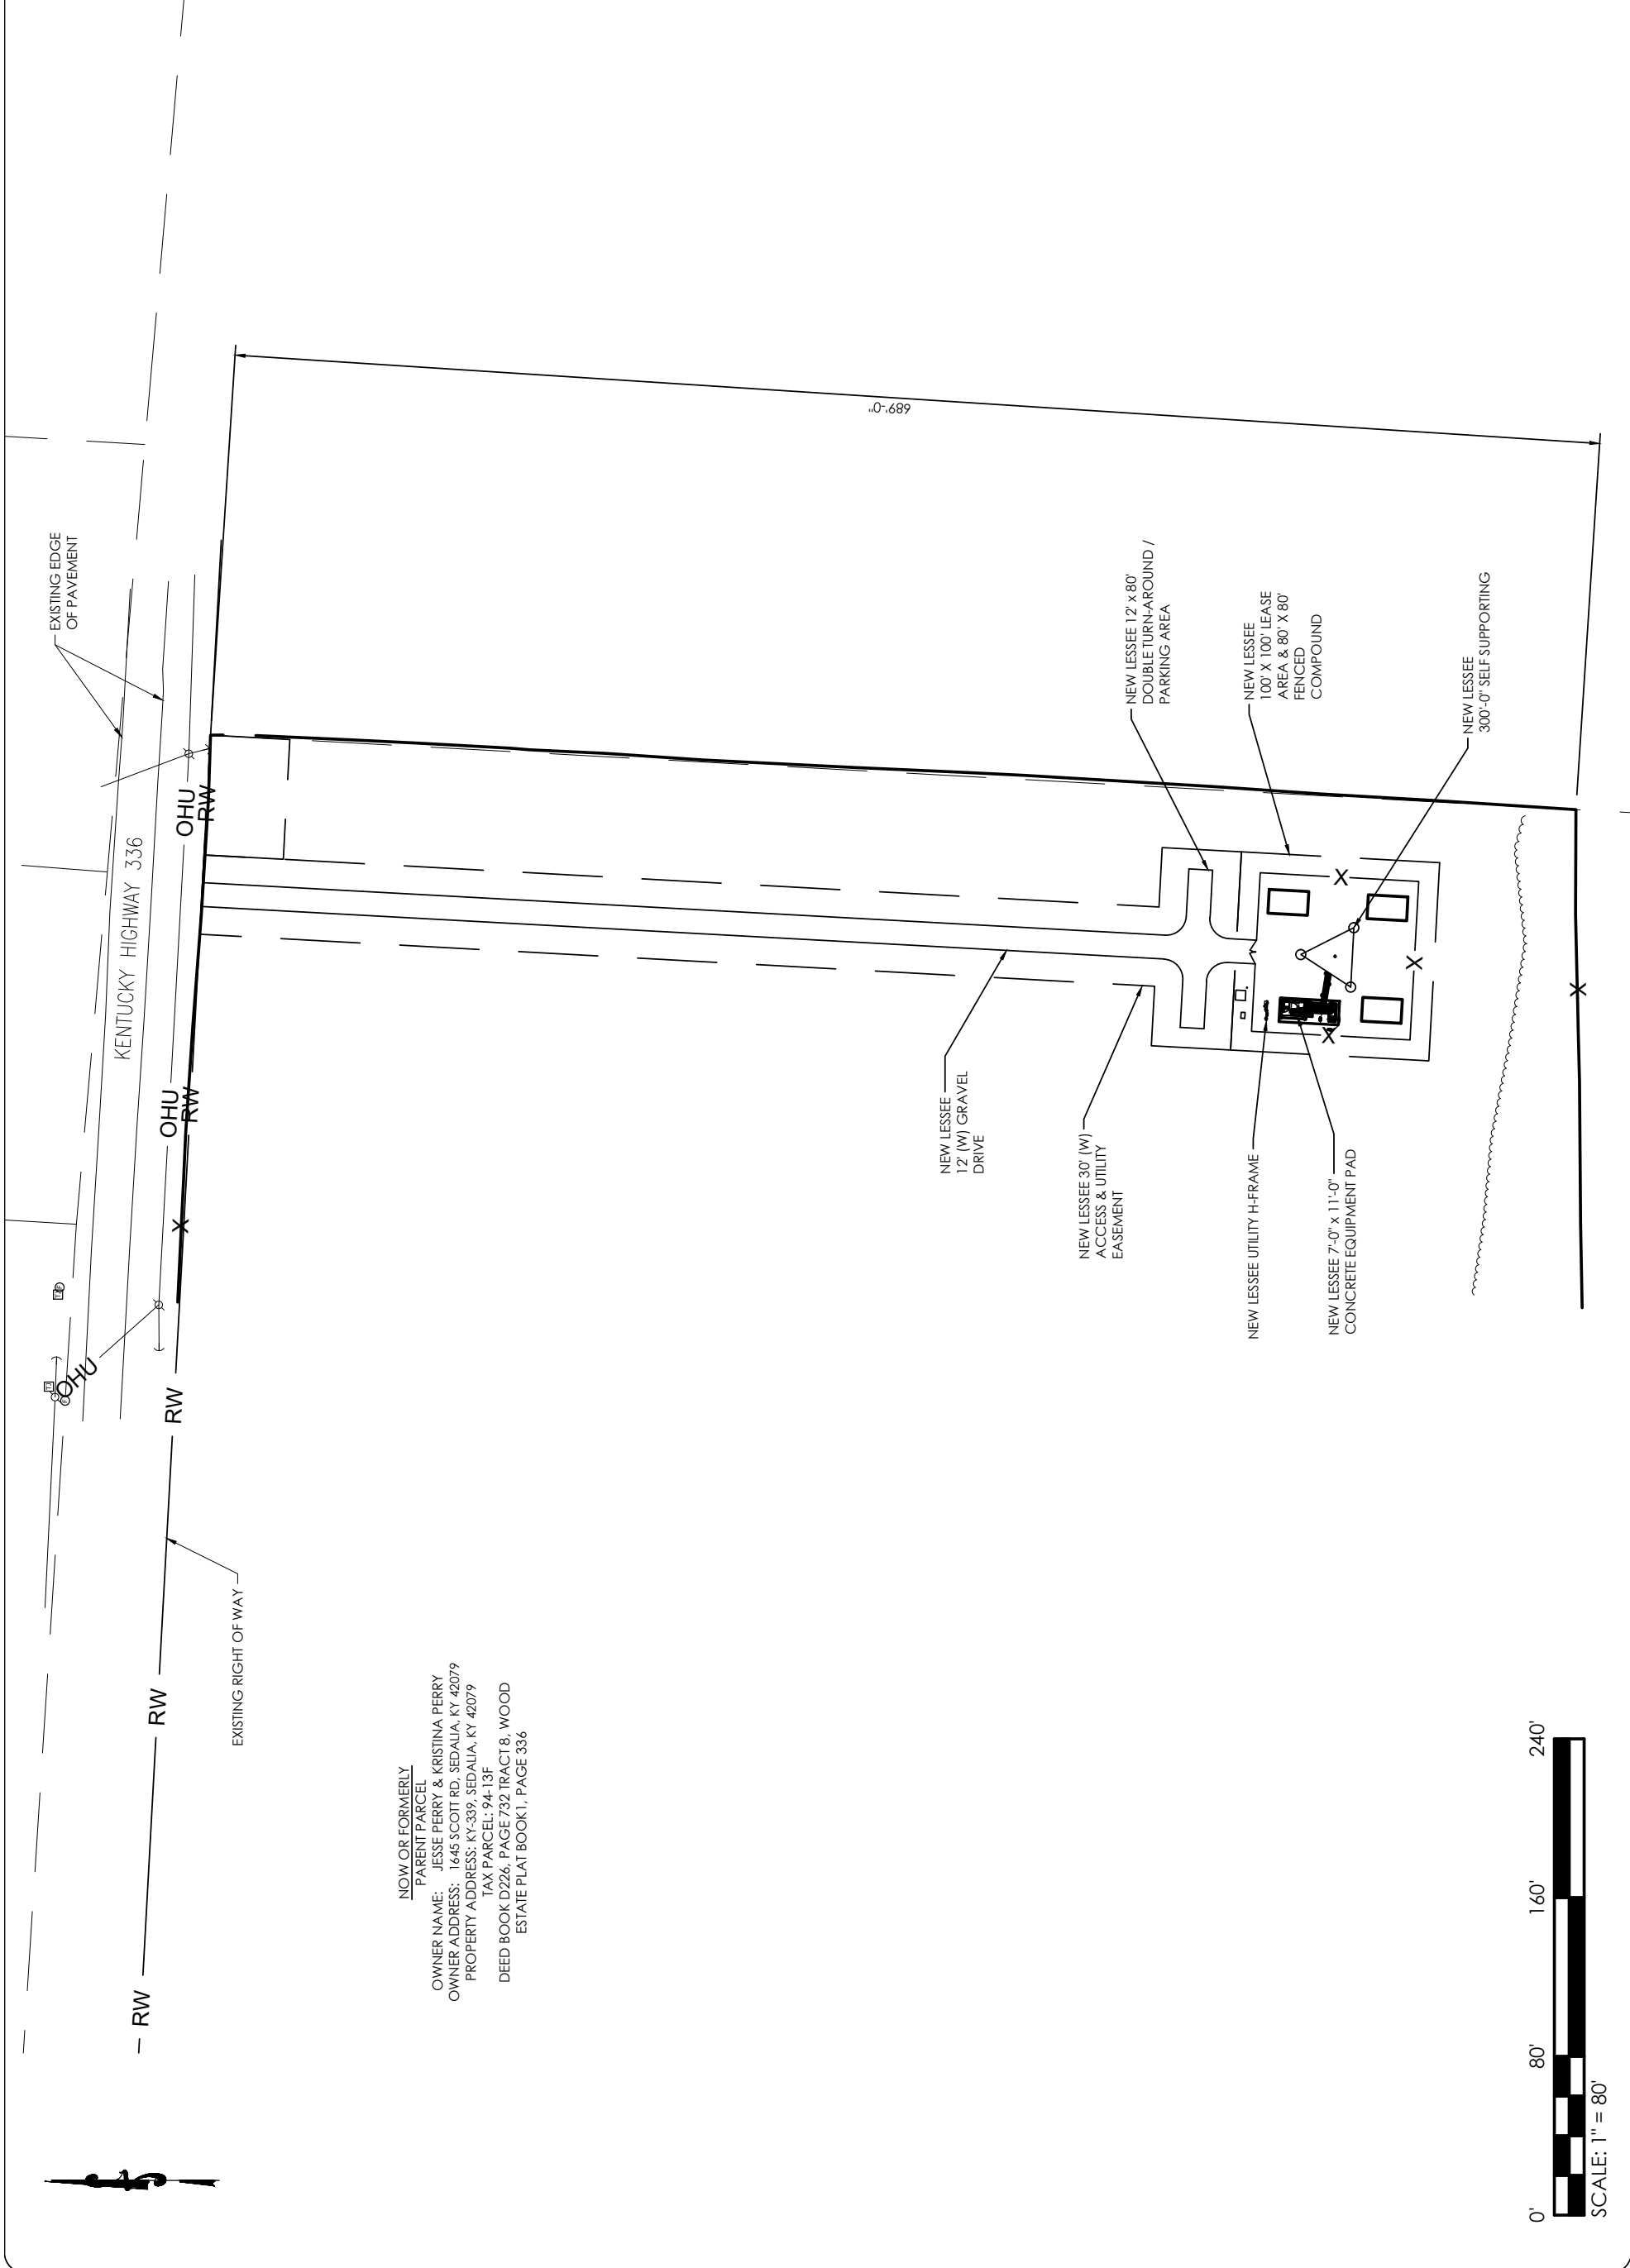 EXISTING EDGE
OF PAVEMENT
KENTUCKY HIGHWAY 336
OHU
RW
OHU
RW
X
OHU
RW
RW
RW
EXISTING RIGHT OF WAY
689'-0"
NEW LESSEE 12' x 80'
DOUBLE TURN-AROUND /
PARKING AREA
NEW LESSEE
100' X 100' LEASE
AREA & 80' X 80'
FENCED
COMPOUND
NEW LESSEE
300'-0" SELF SUPPORTING
NEW LESSEE
12' (W) GRAVEL
DRIVE
NEW LESSEE 30' (W)
ACCESS & UTILITY
EASEMENT
NEW LESSEE UTILITY H-FRAME
NEW LESSEE 7'-0" x 11'-0"
CONCRETE EQUIPMENT PAD
X
X
X
X
NOW OR FORMERLY
PARENT PARCEL
OWNER NAME: JESSE PERRY & KRISTINA PERRY
OWNER ADDRESS: 1645 SCOTT RD, SEDALIA, KY 42079
PROPERTY ADDRESS: KY-339, SEDALIA, KY 42079
TAX PARCEL: 94-13F
DEED BOOK D226, PAGE 732 TRACT 8, WOOD
ESTATE PLAT BOOK1, PAGE 336
0' 80' 160' 240'
SCALE: 1" = 80'